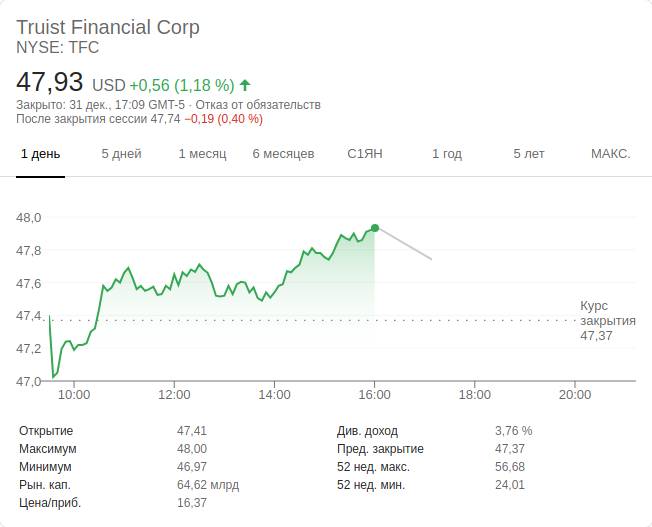 Truist Financial Corp
NYSE: TFC
47,93 USD +0,56 (1,18 %)
Закрыто: 31 дек., 17:09 GMT-5 · Отказ от обязательств
После закрытия сессии 47,74 −0,19 (0,40 %)
1 день 5 дней 1 месяц 6 месяцев С1ЯН 1 год 5 лет МАКС.
48,0
47,8
47,6
47,4
47,2
47,0
Курс
закрытия
47,37
10:00 12:00 14:00 16:00 18:00 20:00
Открытие 47,41 Див. доход 3,76 %
Максимум 48,00 Пред. закрытие 47,37
Минимум 46,97 52 нед. макс. 56,68
Рын. кап. 64,62 млрд 52 нед. мин. 24,01
Цена/приб. 16,37